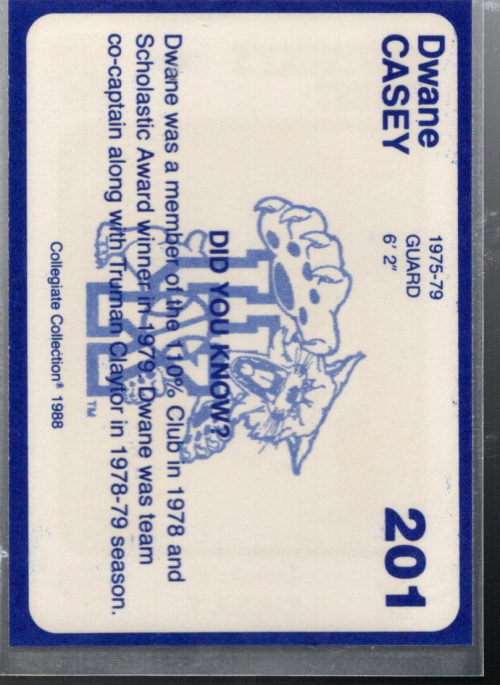 Dwane
CASEY
1975-79
GUARD
6' 2"
201
DID YOU KNOW?
Dwane was a member of the 110% Club in 1978 and
Scholastic Award winner in 1979. Dwane was team
co-captain along with Truman Claytor in 1978-79 season.
UK
TM
Collegiate Collection® 1988